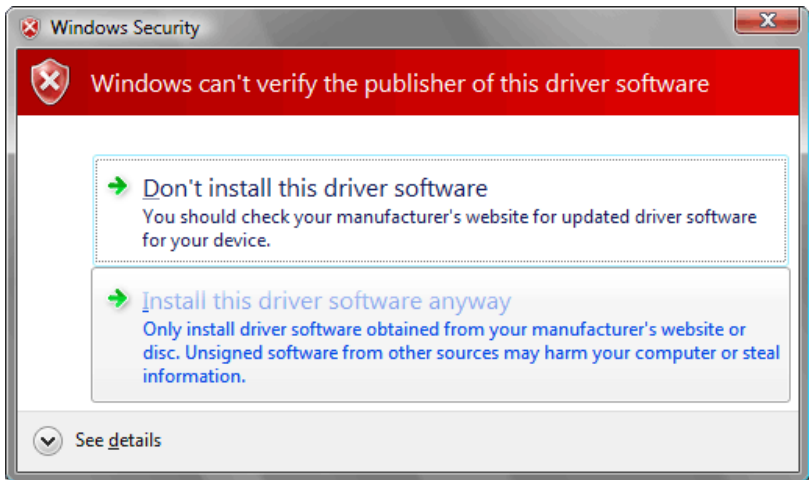 Windows Security
Windows can't verify the publisher of this driver software
Don't install this driver software
You should check your manufacturer's website for updated driver software
for your device.
Install this driver software anyway
Only install driver software obtained from your manufacturer's website or
disc. Unsigned software from other sources may harm your computer or steal
information.
See details